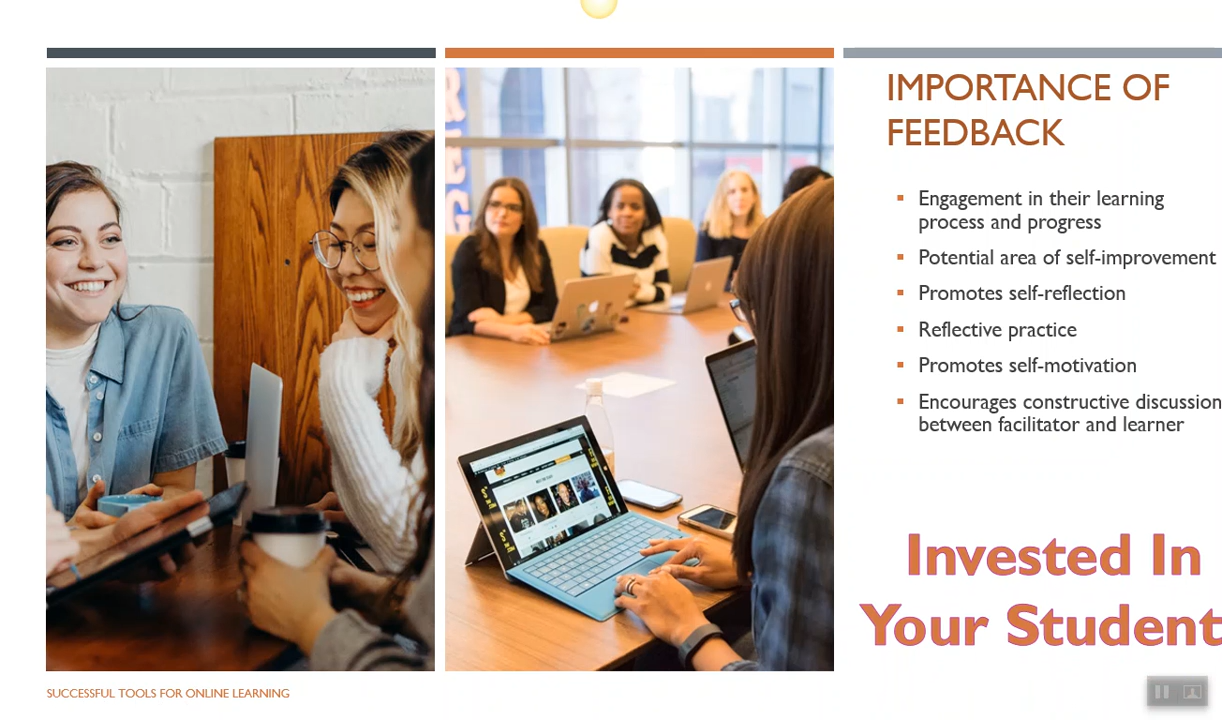 IMPORTANCE OF
FEEDBACK
Engagement in their learning
process and progress
Potential area of self-improvement
Promotes self-reflection
Reflective practice
Promotes self-motivation
Encourages constructive discussion
between facilitator and learner
Invested In
Your Student
SUCCESSFUL TOOLS FOR ONLINE LEARNING